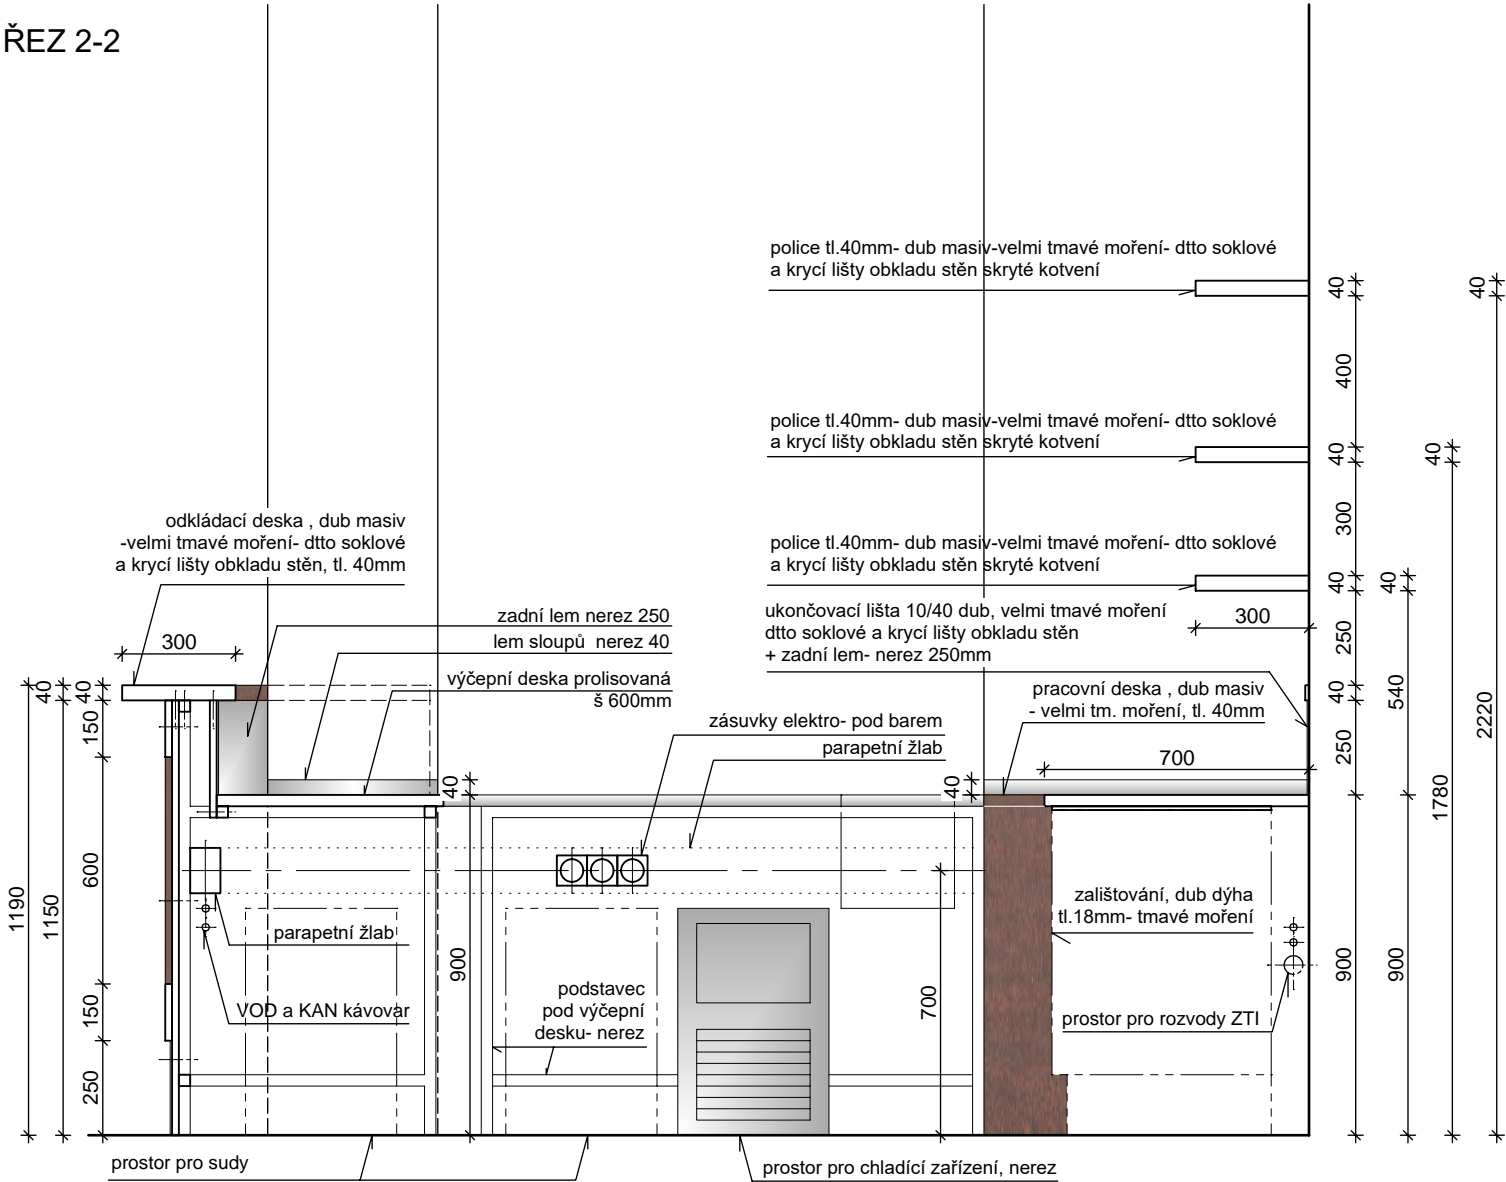 ŘEZ 2-2
police tl.40mm- dub masiv-velmi tmavé moření- dtto soklové
a krycí lišty obkladu stěn skryté kotvení
40
40
400
police tl.40mm- dub masiv-velmi tmavé moření- dtto soklové
a krycí lišty obkladu stěn skryté kotvení
40
40
300
odkládací deska , dub masiv
-velmi tmavé moření- dtto soklové
a krycí lišty obkladu stěn, tl. 40mm
police tl.40mm- dub masiv-velmi tmavé moření- dtto soklové
a krycí lišty obkladu stěn skryté kotvení
40
40
zadní lem nerez 250
lem sloupů  nerez 40
výčepní deska prolisovaná
š 600mm
ukončovací lišta 10/40 dub, velmi tmavé moření
dtto soklové a krycí lišty obkladu stěn
+ zadní lem- nerez 250mm
300
300
250
40
40
40
540
2220
pracovní deska , dub masiv
- velmi tm. moření, tl. 40mm
zásuvky elektro- pod barem
parapetní žlab
150
700
250
40
40
1780
600
1190
1150
zalištování, dub dýha
tl.18mm- tmavé moření
parapetní žlab
900
900
900
podstavec
pod výčepní
desku- nerez
700
150
VOD a KAN kávovar
prostor pro rozvody ZTI
250
prostor pro sudy
prostor pro chladící zařízení, nerez